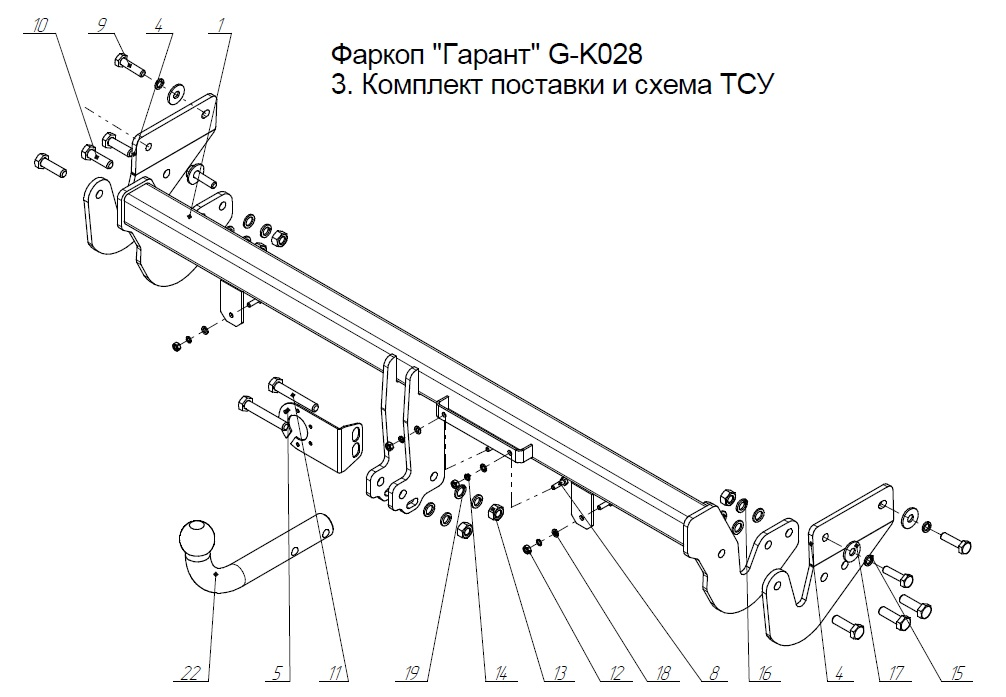 10 9 4 1
Фаркоп "Гарант" G-K028
3. Комплект поставки и схема ТСУ
22 5 11 19 14 13 12 18 8 16 4 17 15